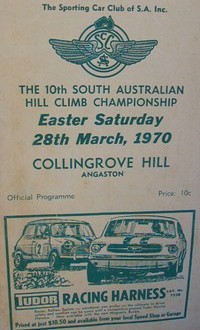 The Sporting Car Club of S.A. Inc.
THE 10th SOUTH AUSTRALIAN
HILL CLIMB CHAMPIONSHIP
Easter Saturday
28th March, 1970
COLLINGROVE HILL
ANGASTON
Official Programme
Price: 10c
TUDOR RACING HARNESS
Priced at just $10.50 and available from your local Speed Shop or Garage